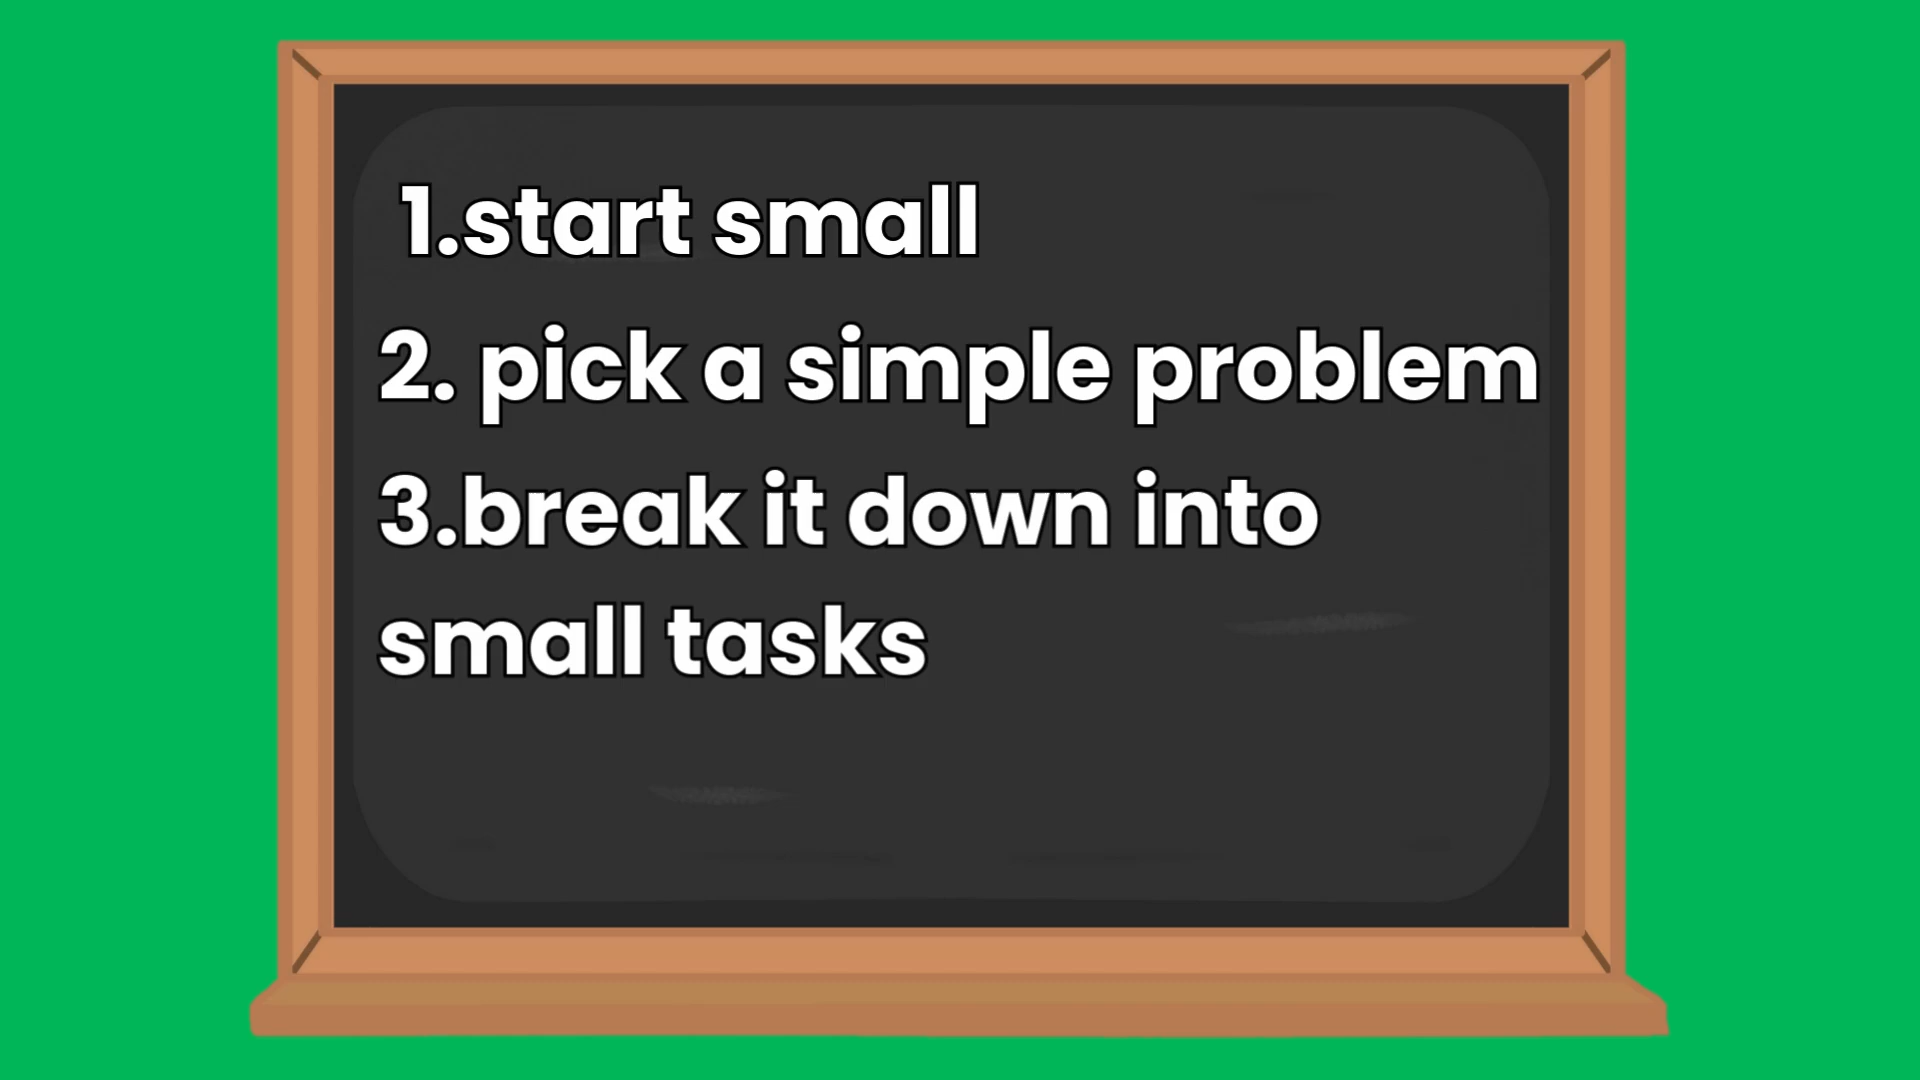 1.start small
2. pick a simple problem
3.break it down into
small tasks